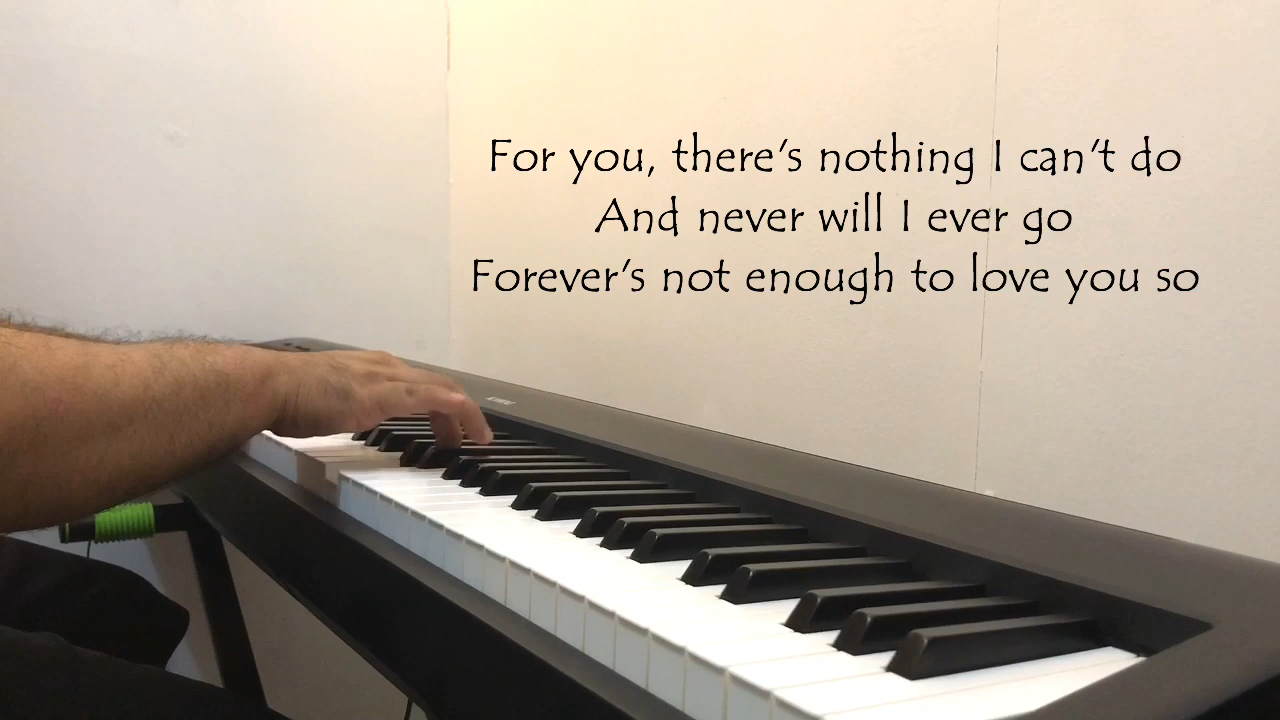 For you, there's nothing I can't do
And never will I ever go
Forever's not enough to love you so